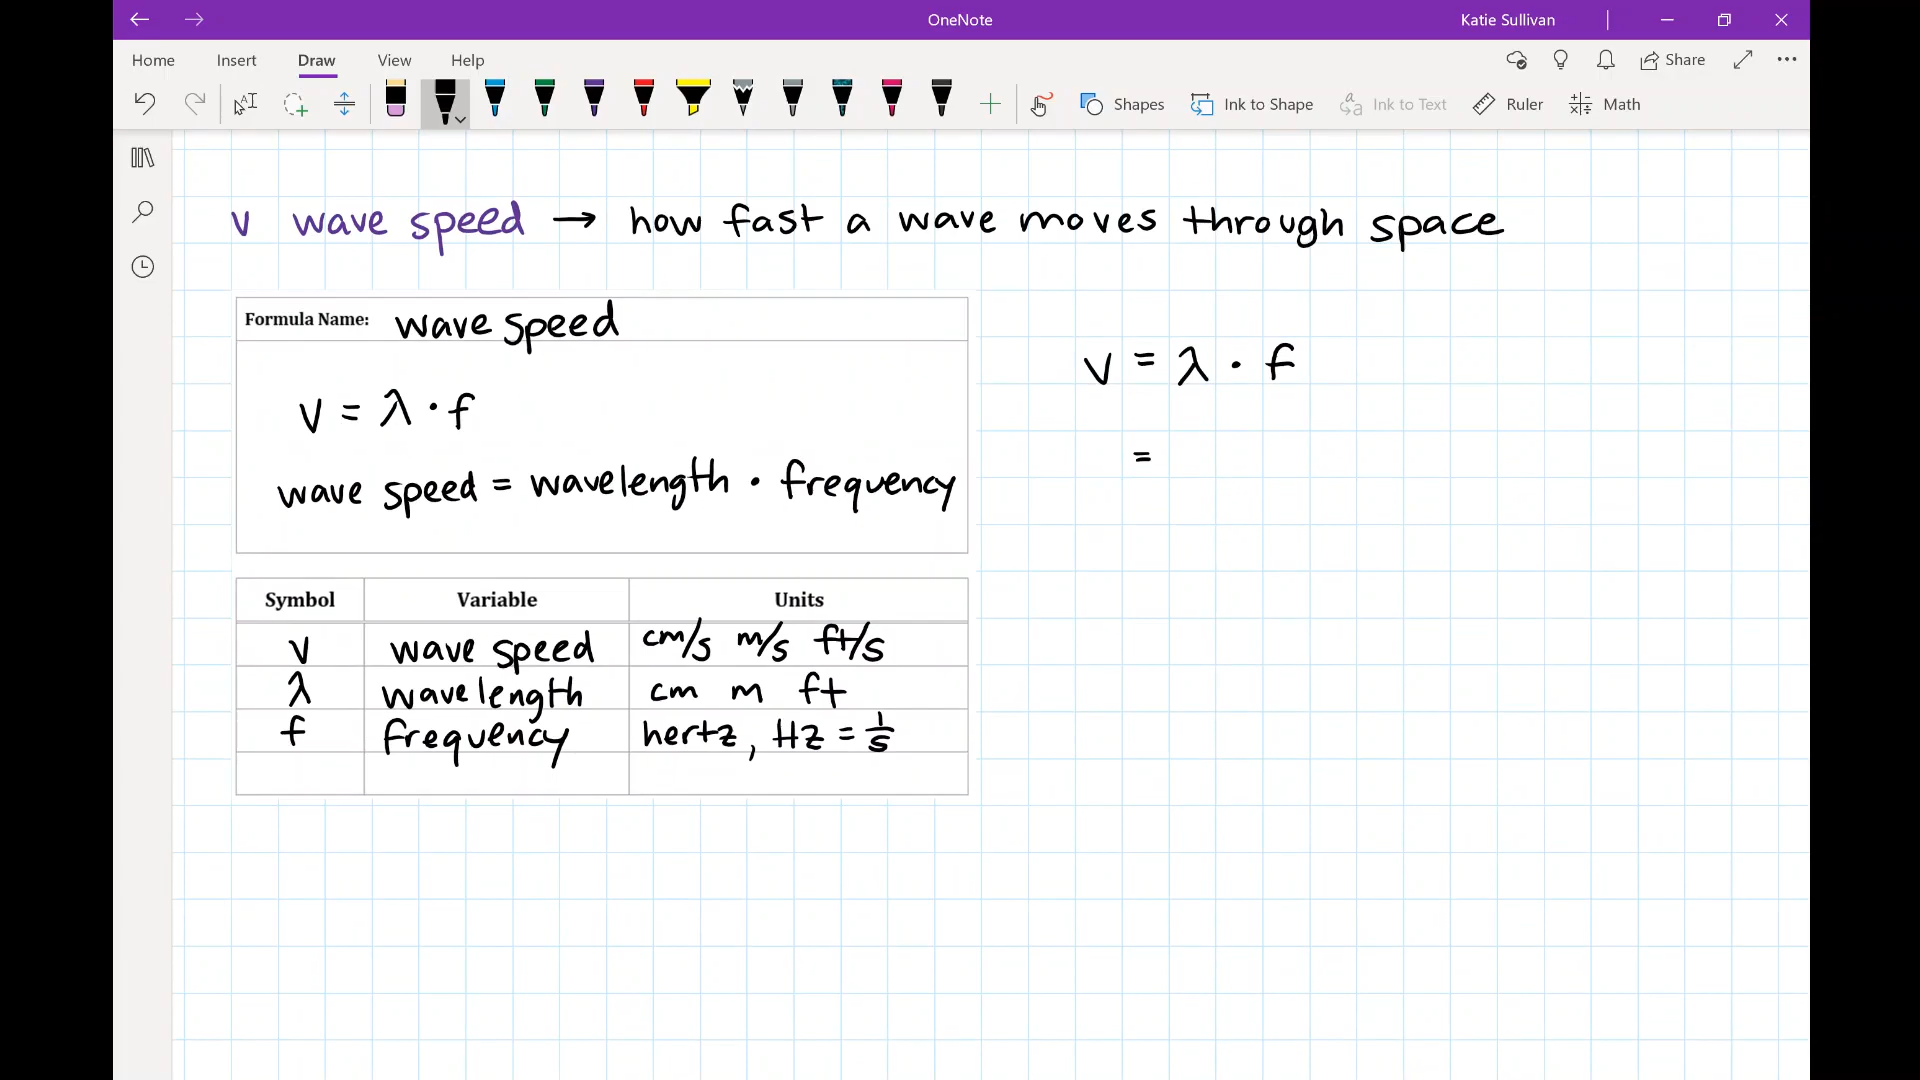 OneNote
Katie Sullivan
Home Insert Draw View Help
Share
Shapes Ink to Shape Ink to Text Ruler Math
v wave speed → how fast a wave moves through space
Formula Name: wave speed
v = λ · f
wave speed = wavelength · frequency
v = λ · f
=
Symbol Variable Units
v wave speed cm/s m/s ft/s
λ wavelength cm m ft
f frequency hertz, Hz = 1/s